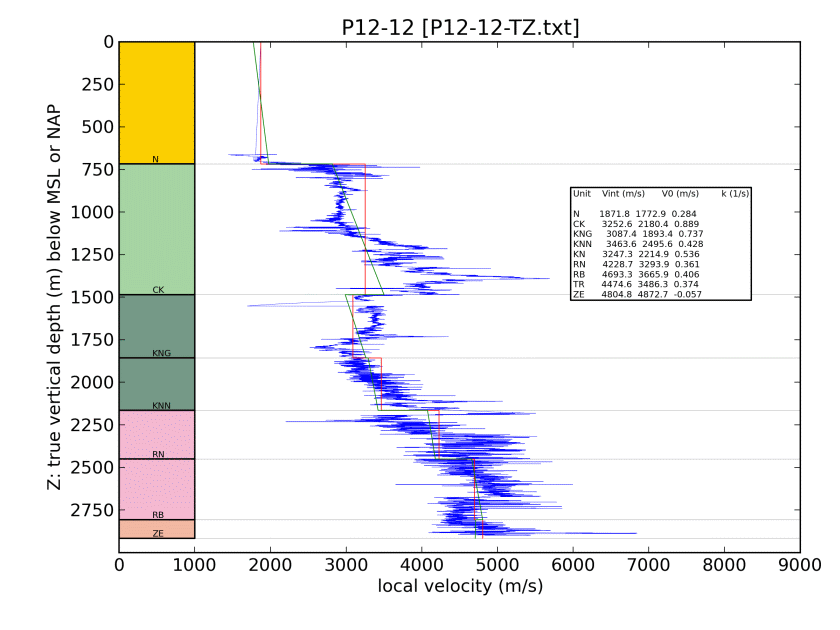 P12-12 [P12-12-TZ.txt]
Z: true vertical depth (m) below MSL or NAP
0
250
500
750
1000
1250
1500
1750
2000
2250
2500
2750
N
CK
KNG
KNN
RN
RB
ZE
Unit Vint (m/s) V0 (m/s) k (1/s)
N 1871.8 1772.9 0.284
CK 3252.6 2180.4 0.889
KNG 3087.4 1893.4 0.737
KNN 3463.6 2495.6 0.428
KN 3247.3 2214.9 0.536
RN 4228.7 3293.9 0.361
RB 4693.3 3665.9 0.406
TR 4474.6 3486.3 0.374
ZE 4804.8 4872.7 -0.057
0 1000 2000 3000 4000 5000 6000 7000 8000 9000
local velocity (m/s)